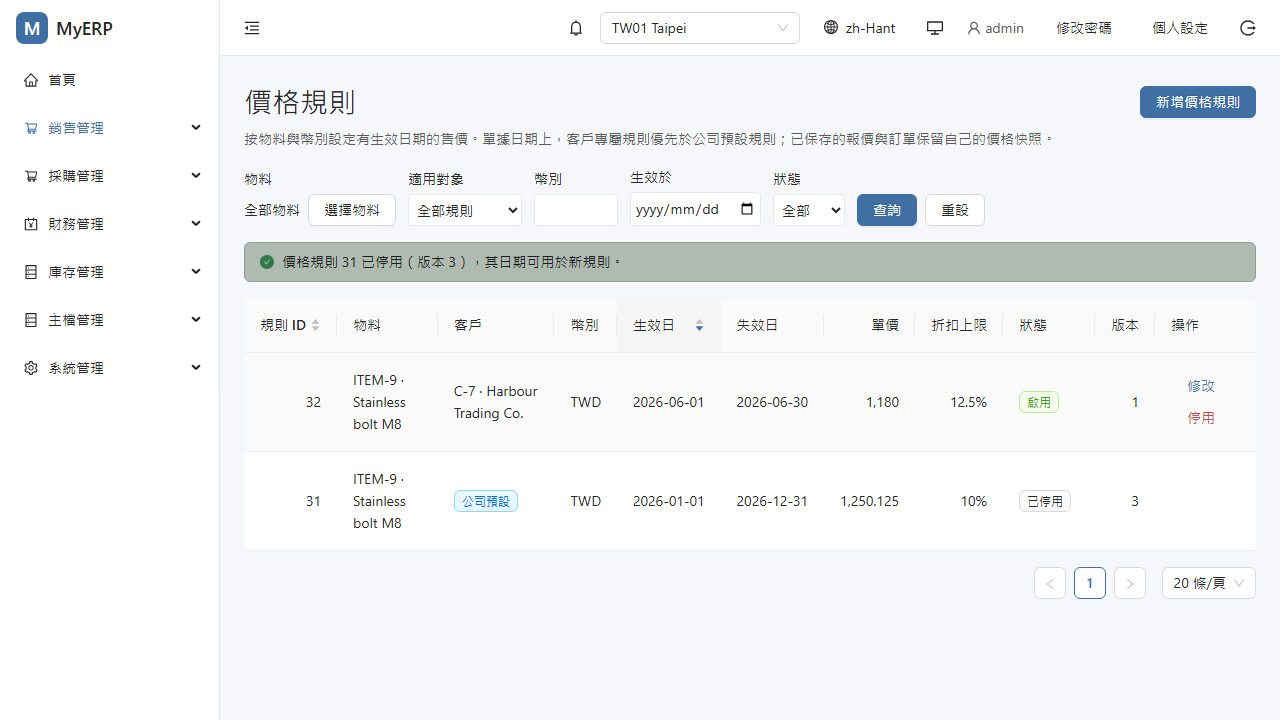 M MyERP
TW01 Taipei
zh-Hant
admin
修改密碼
個人設定
首頁
銷售管理
採購管理
財務管理
庫存管理
主檔管理
系統管理
價格規則
新增價格規則
按物料與幣別設定有生效日期的售價。單據日期上，客戶專屬規則優先於公司預設規則；已保存的報價與訂單保留自己的價格快照。
物料 適用對象 幣別 生效於 狀態
全部物料 選擇物料 全部規則 yyyy/mm/dd 全部 查詢 重設
價格規則 31 已停用（版本 3），其日期可用於新規則。
規則 ID 物料 客戶 幣別 生效日 失效日 單價 折扣上限 狀態 版本 操作
32 ITEM-9 · Stainless bolt M8 C-7 · Harbour Trading Co. TWD 2026-06-01 2026-06-30 1,180 12.5% 啟用 1 修改 停用
31 ITEM-9 · Stainless bolt M8 公司預設 TWD 2026-01-01 2026-12-31 1,250.125 10% 已停用 3
1 20 條/頁